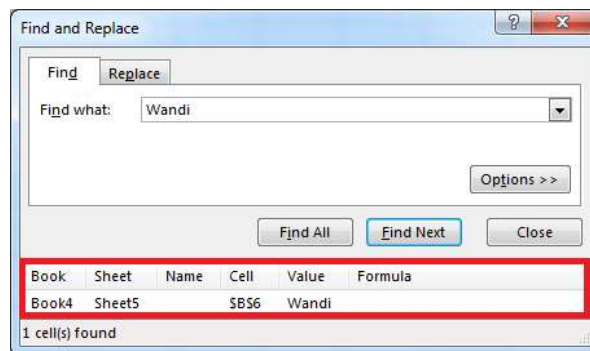 Find and Replace
Find Replace
Find what: Wandi
Options >>
Find All Find Next Close
Book Sheet Name Cell Value Formula
Book4 Sheet5 $B$6 Wandi
1 cell(s) found